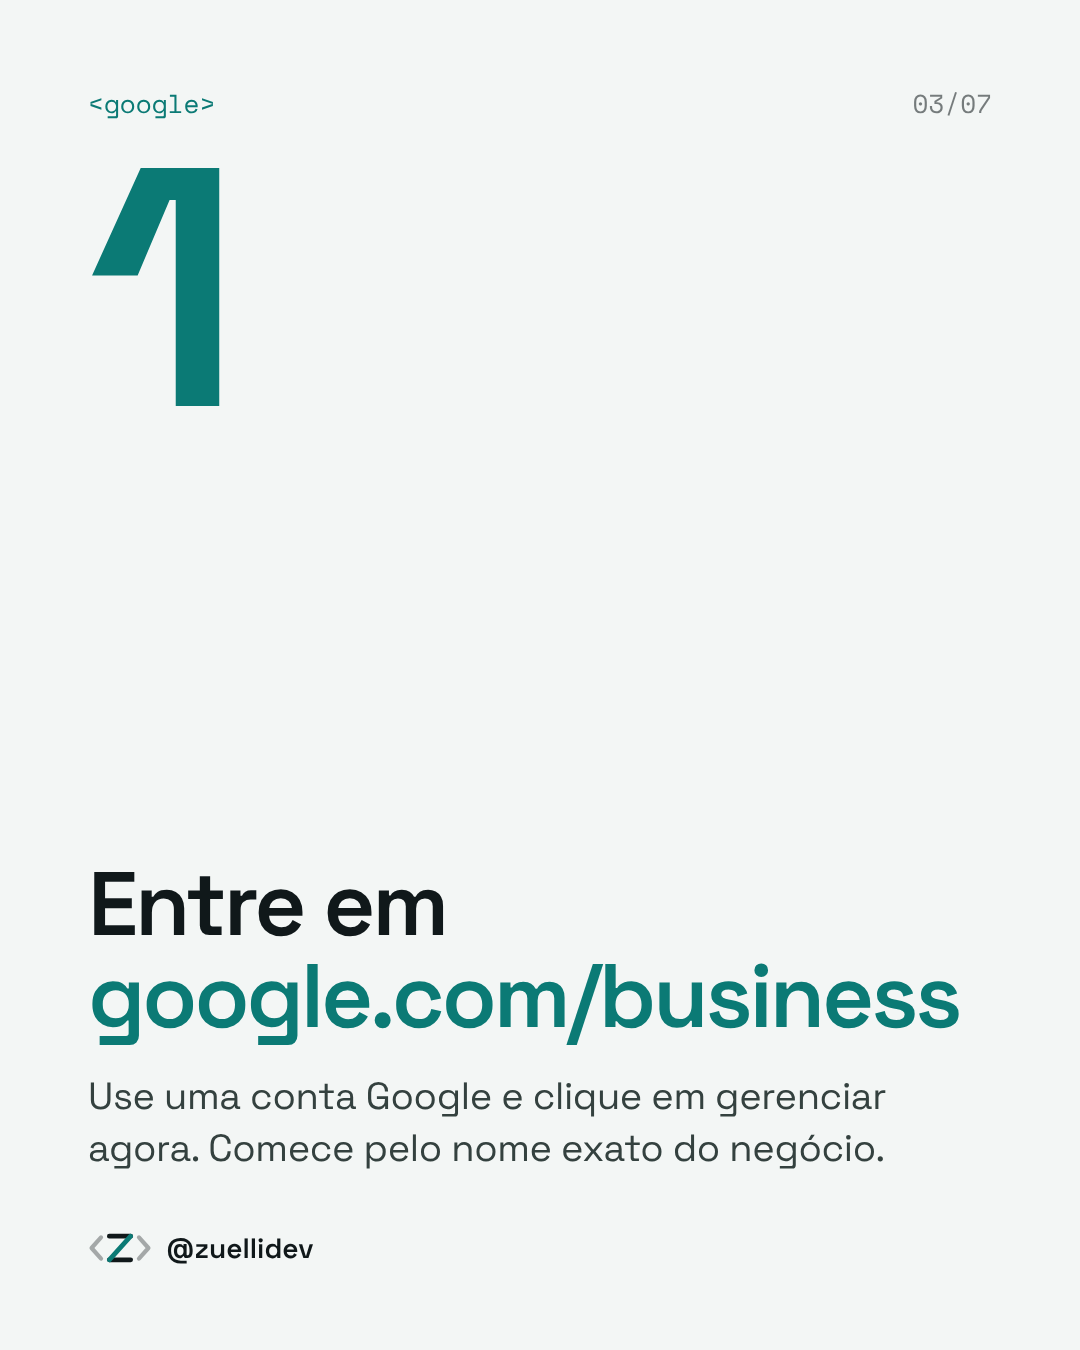 <google>
03/07
1
Entre em
google.com/business
Use uma conta Google e clique em gerenciar
agora. Comece pelo nome exato do negócio.
<Z> @zuellidev